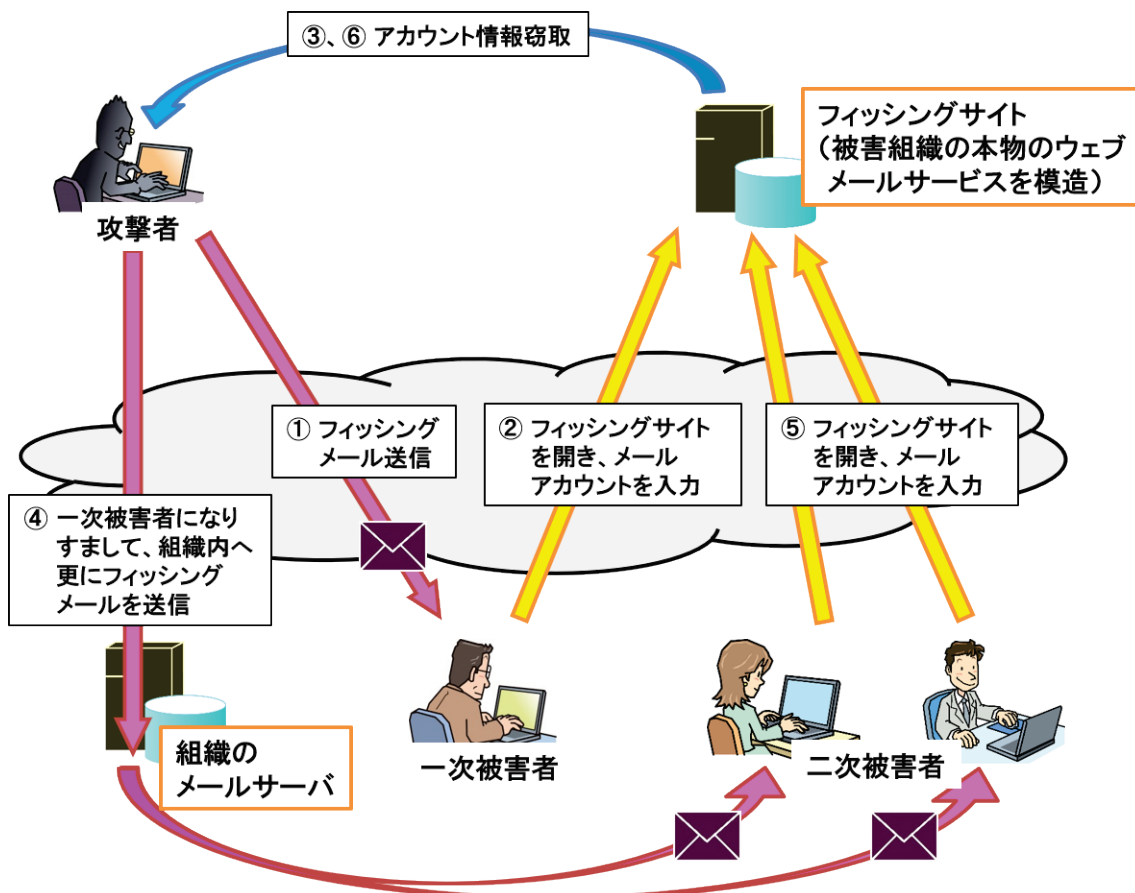 ③、⑥ アカウント情報窃取
フィッシングサイト
（被害組織の本物のウェブ
メールサービスを模造）
攻撃者
① フィッシング
メール送信
② フィッシングサイト
を開き、メール
アカウントを入力
⑤ フィッシングサイト
を開き、メール
アカウントを入力
④ 一次被害者になり
すまして、組織内へ
更にフィッシング
メールを送信
組織の
メールサーバ
一次被害者
二次被害者